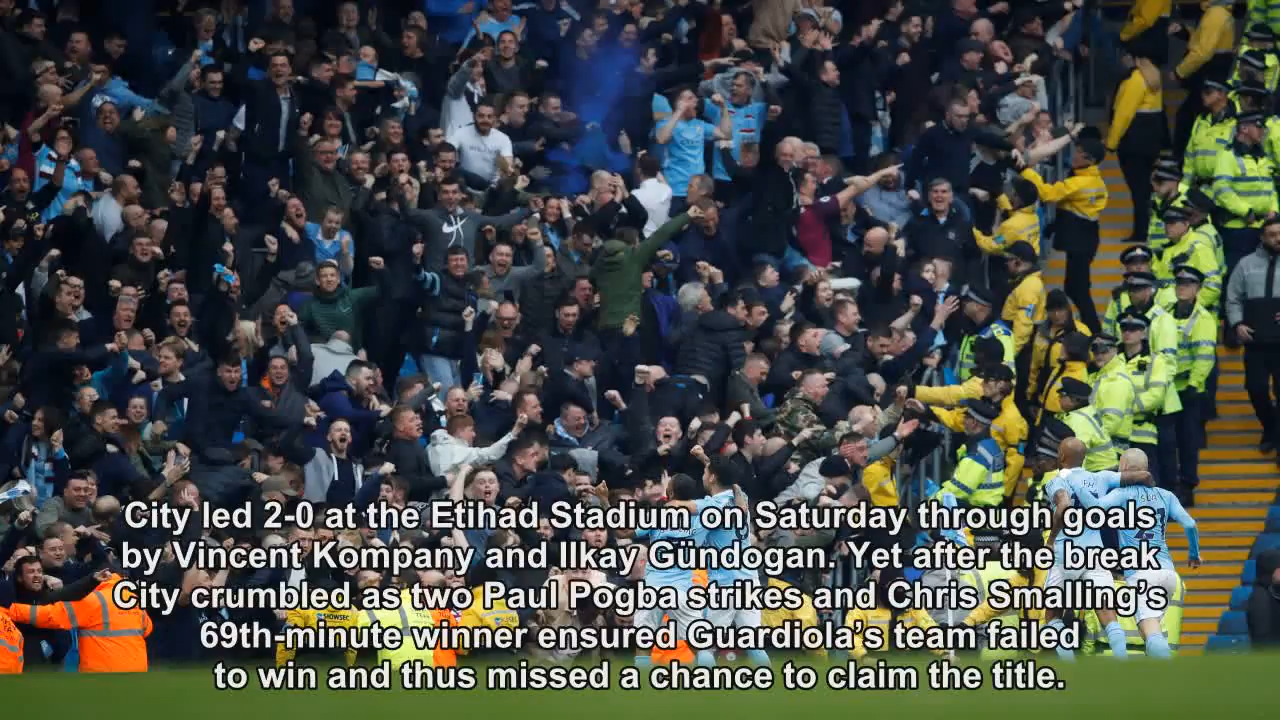 City led 2-0 at the Etihad Stadium on Saturday through goals
by Vincent Kompany and Ilkay Gündogan. Yet after the break
City crumbled as two Paul Pogba strikes and Chris Smalling's
69th-minute winner ensured Guardiola's team failed
to win and thus missed a chance to claim the title.
SHOWSEC